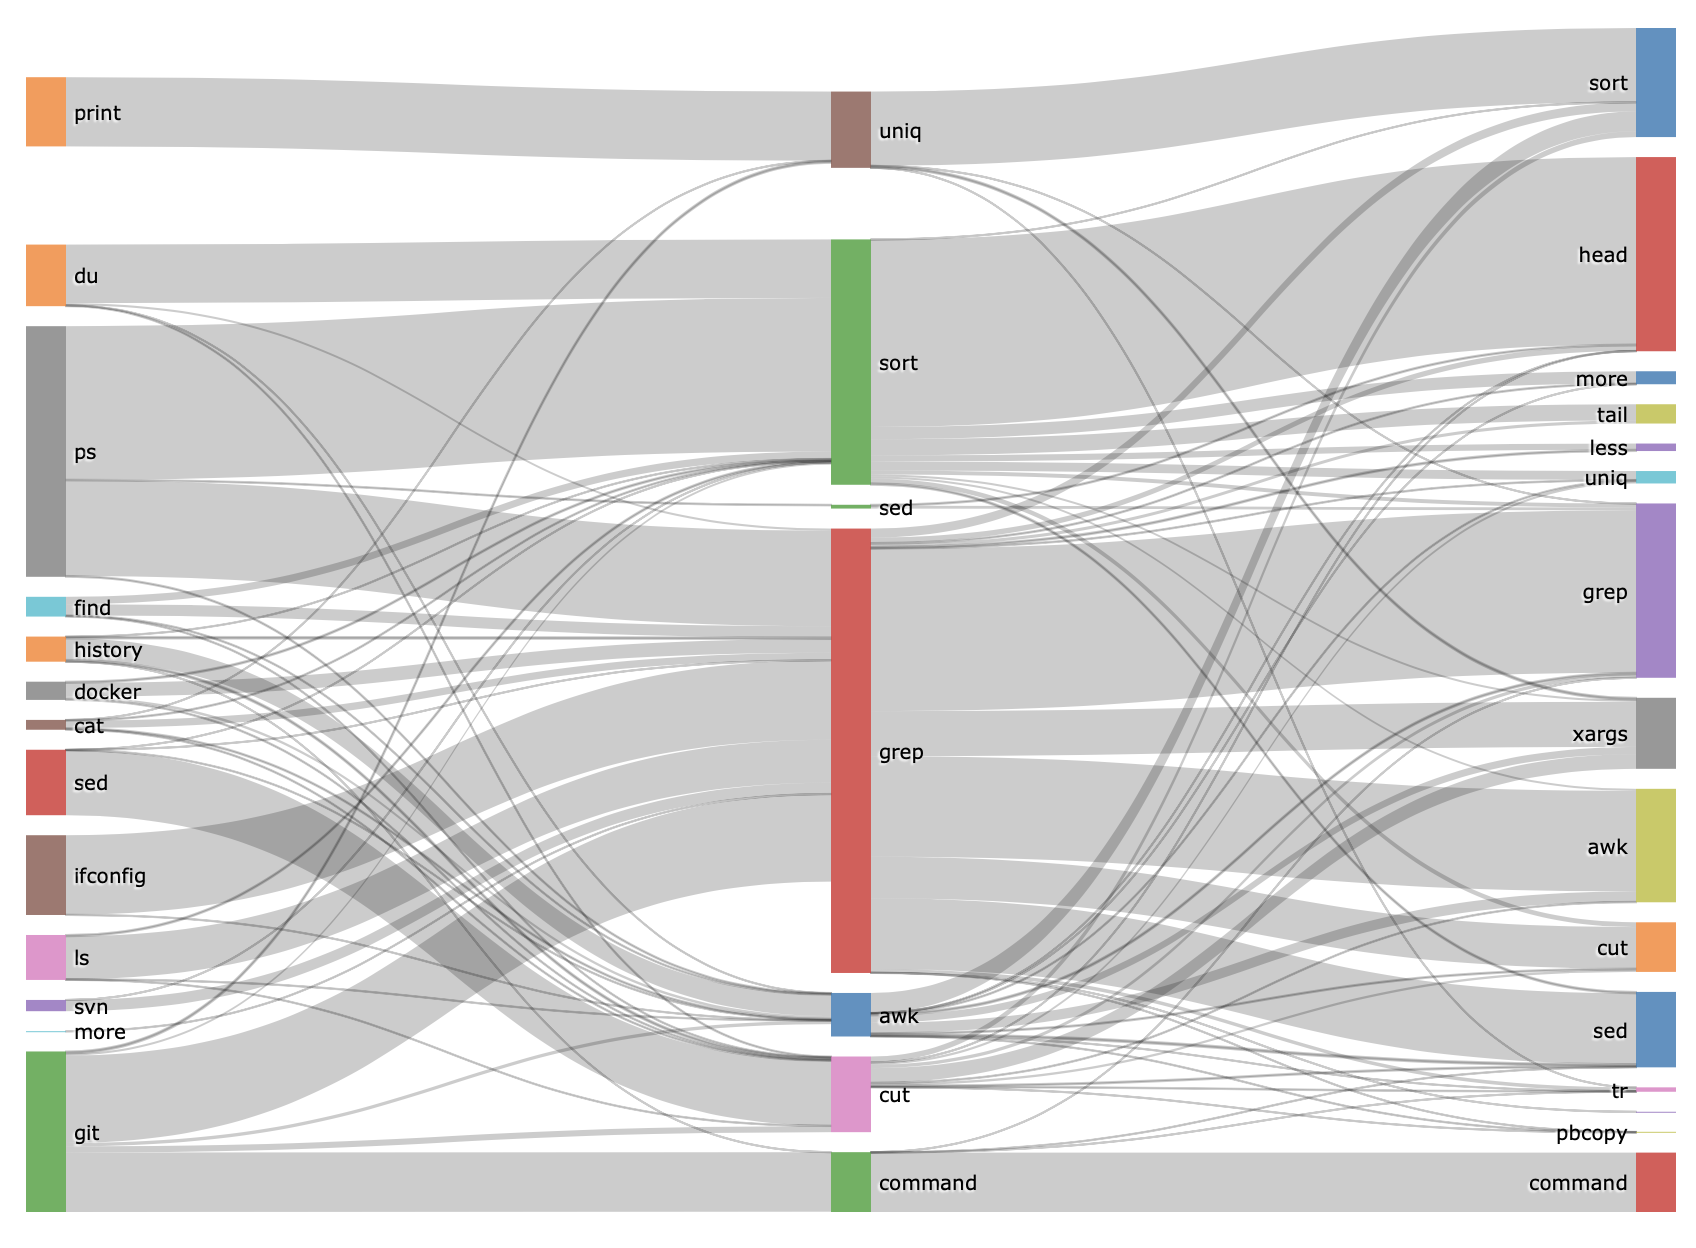 print
du
ps
find
history
docker
cat
sed
ifconfig
ls
svn
more
git
uniq
sort
sed
grep
awk
cut
command
sort
head
more
tail
less
uniq
grep
xargs
awk
cut
sed
tr
pbcopy
command